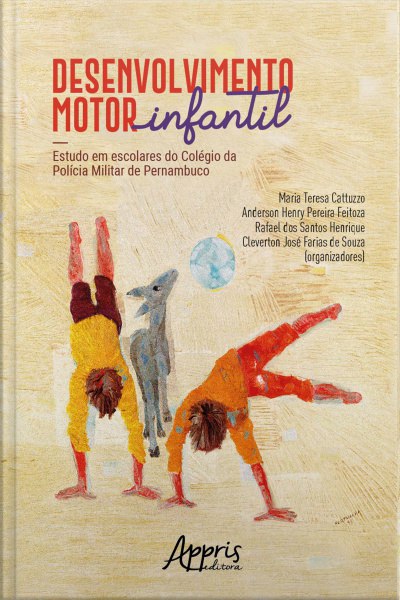 DESENVOLVIMENTO
MOTOR infantil
Estudo em escolares do Colégio da
Polícia Militar de Pernambuco
Maria Teresa Cattuzzo
Anderson Henry Pereira Feitoza
Rafael dos Santos Henrique
Cleverton José Farias de Souza
(organizadores)
Appris
editora